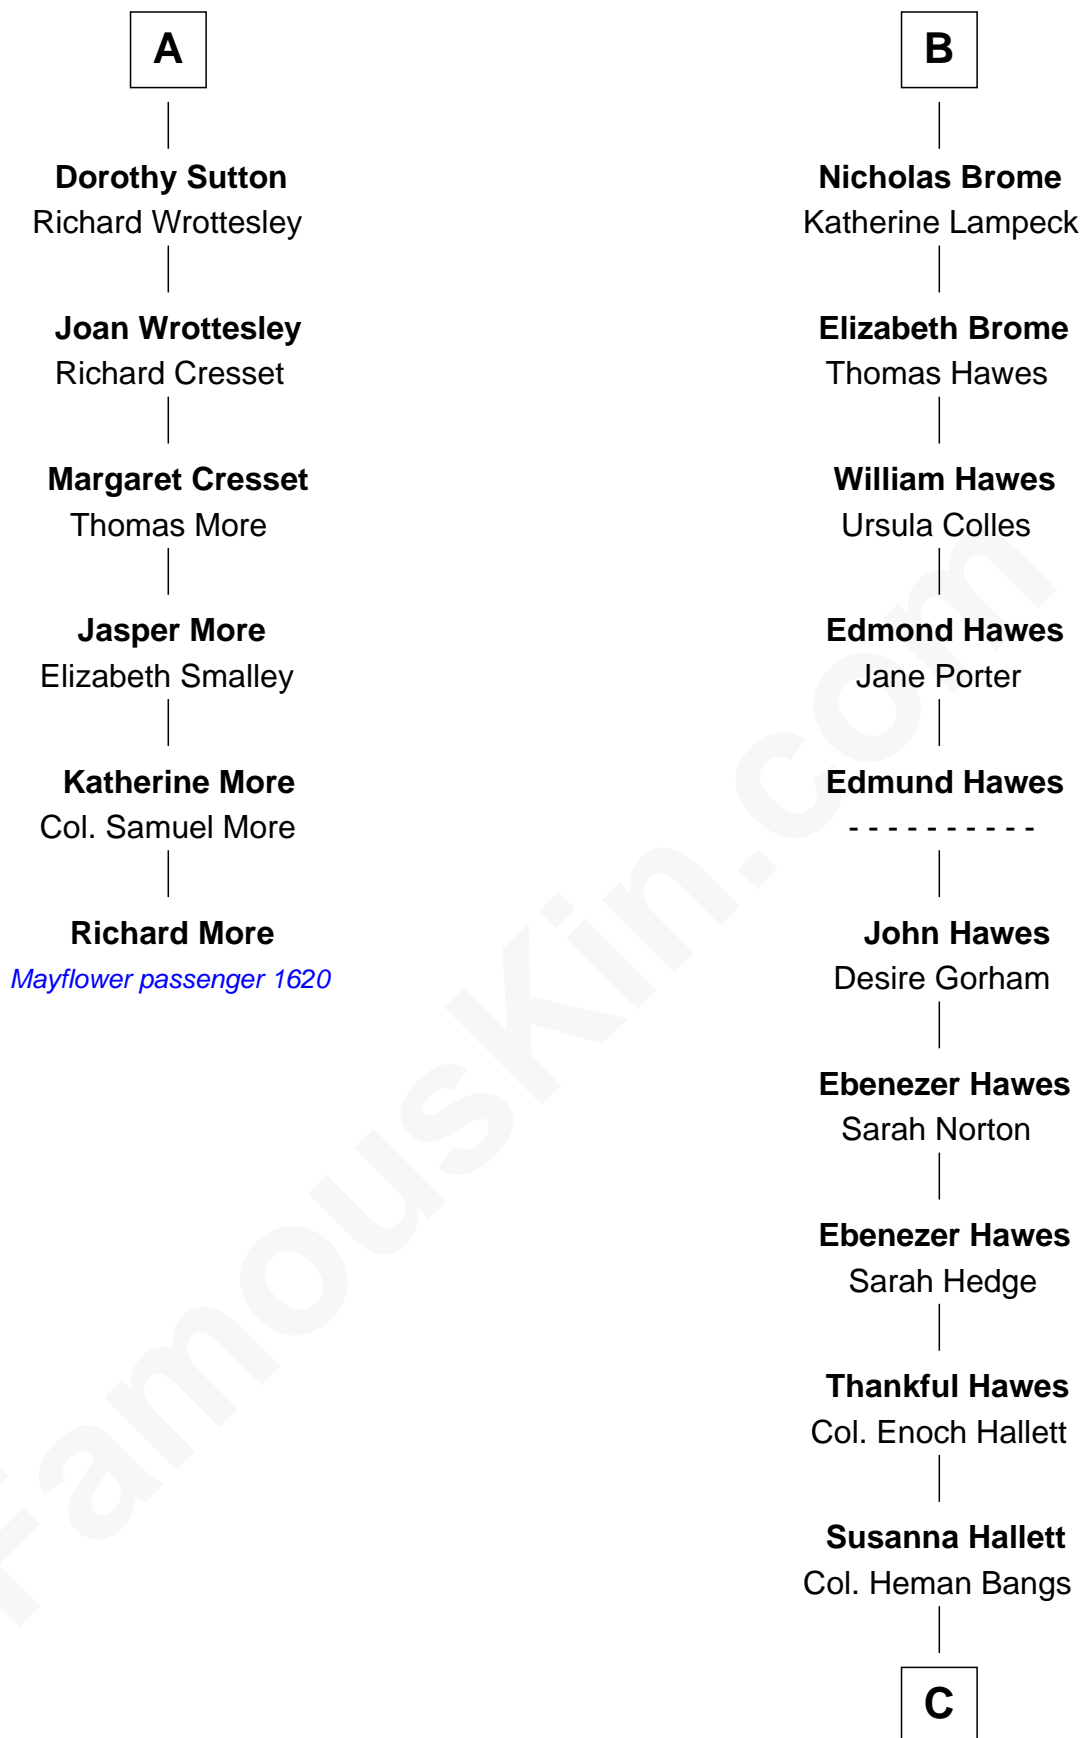 A
Dorothy Sutton
Richard Wrottesley
Joan Wrottesley
Richard Cresset
Margaret Cresset
Thomas More
Jasper More
Elizabeth Smalley
Katherine More
Col. Samuel More
Richard More
Mayflower passenger 1620
B
Nicholas Brome
Katherine Lampeck
Elizabeth Brome
Thomas Hawes
William Hawes
Ursula Colles
Edmond Hawes
Jane Porter
Edmund Hawes
- - - - - - - - - -
John Hawes
Desire Gorham
Ebenezer Hawes
Sarah Norton
Ebenezer Hawes
Sarah Hedge
Thankful Hawes
Col. Enoch Hallett
Susanna Hallett
Col. Heman Bangs
C
FamousKin.com